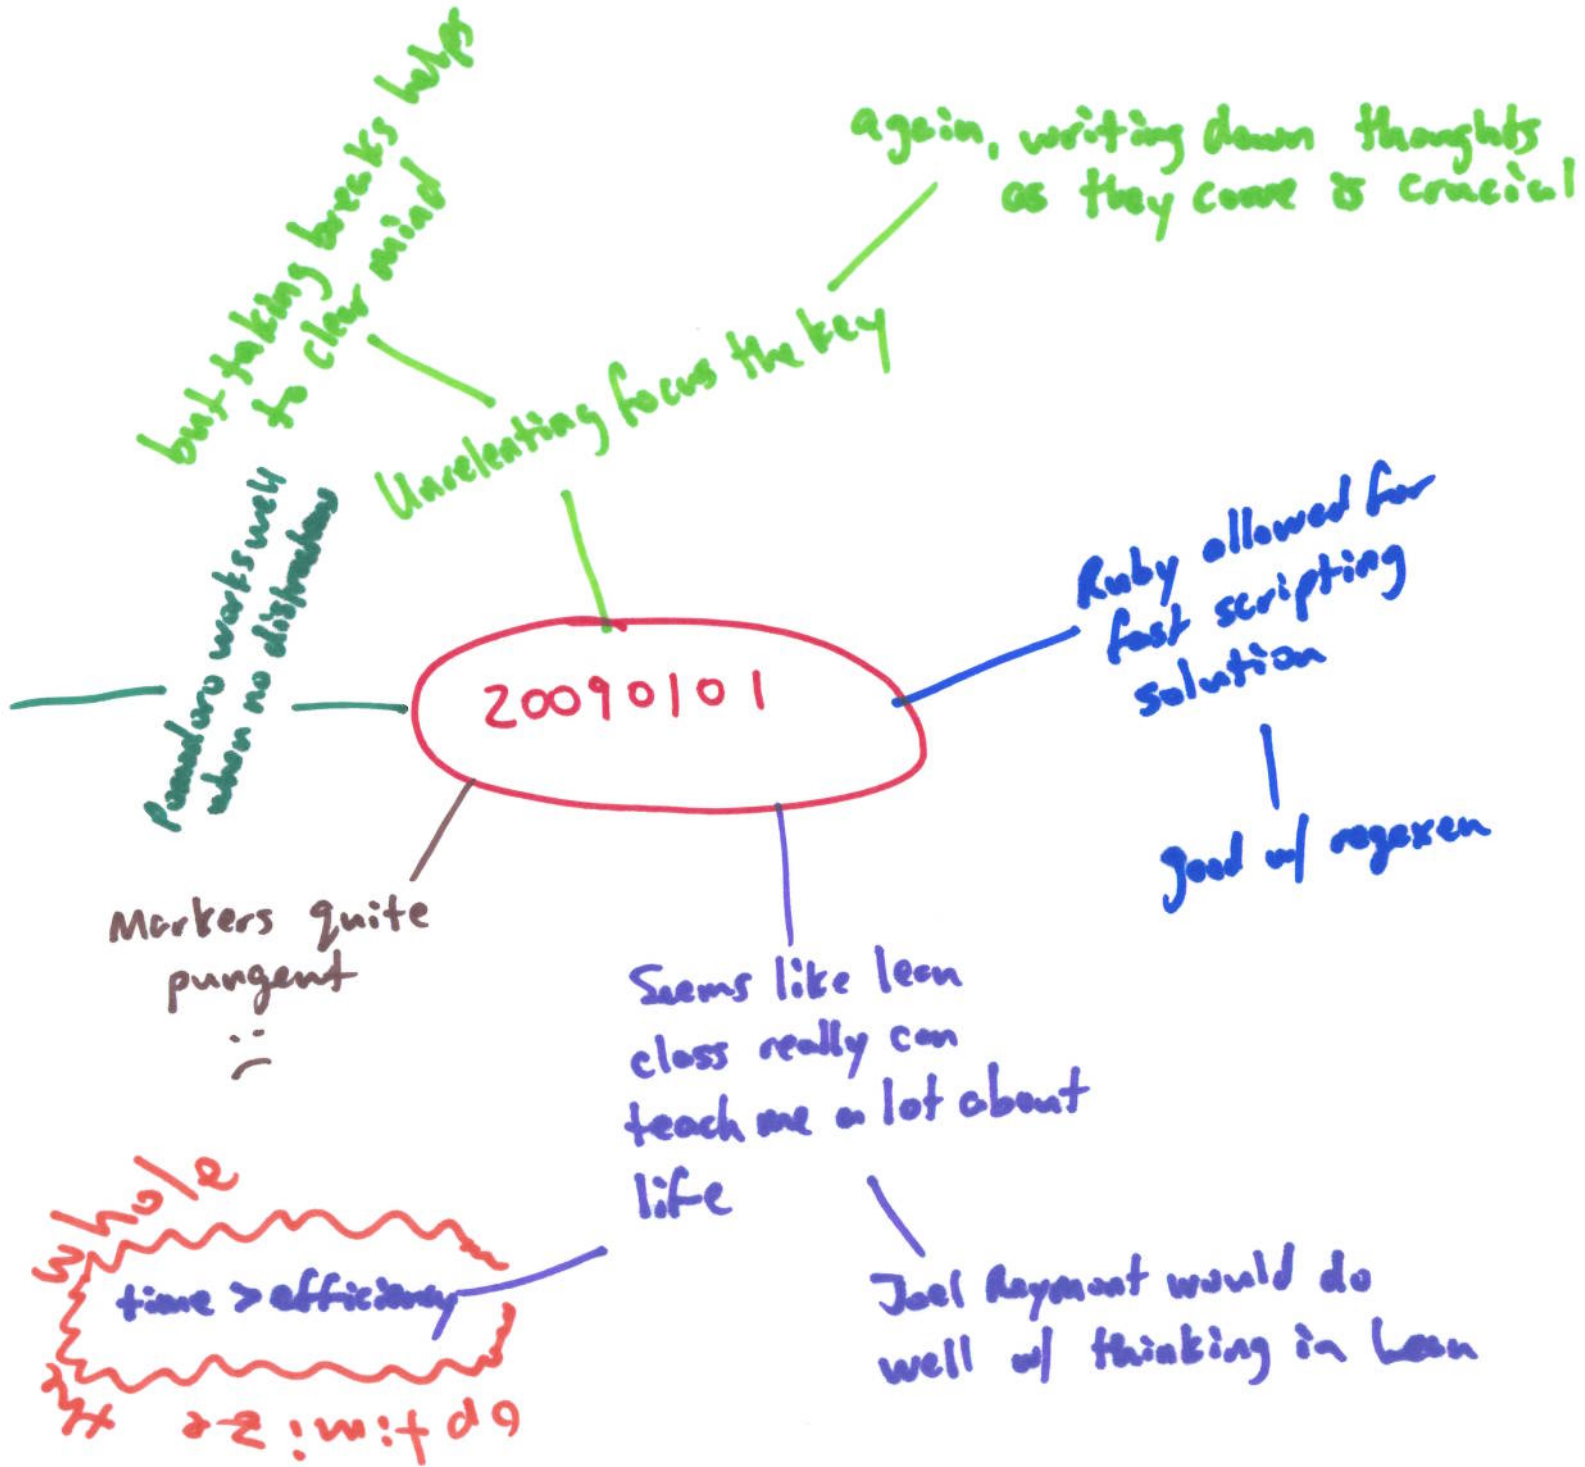 again, writing down thoughts
as they come is crucial
but taking breaks helps
to clear mind
Unrelenting focus the key
Ruby allowed for
fast scripting
solution
good w/ regexen
Pomodoro works well
when no distractions
20090101
Markers quite
pungent
:(
Seems like lean
class really can
teach me a lot about
life
time > efficiency
Optimize the whole
Joel Raymont would do
well w/ thinking in Lean